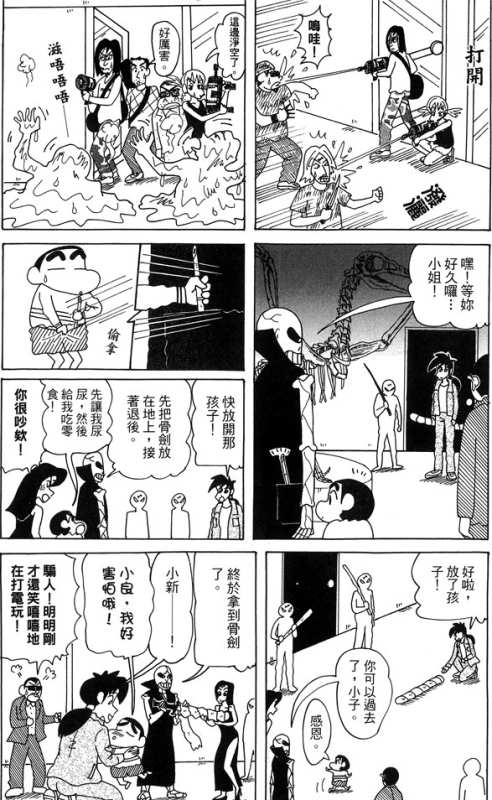 打開
嗚哇！
這邊淨空了。
好厲害。
滋唔唔唔
嘿！等妳
好久囉…
小姐！
偷拿
快放開那
孩子！
先把骨劍放
在地上，接
著退後。
先讓我尿
尿，然後
給我吃零
食！
你很吵欸！
好啦，
放了孩
子！
你可以過去
了，小子。
感恩。
終於拿到骨劍
了。
小新——！
小良，我好
害怕哦！
騙人！明明剛
才還笑嘻嘻地
在打電玩！